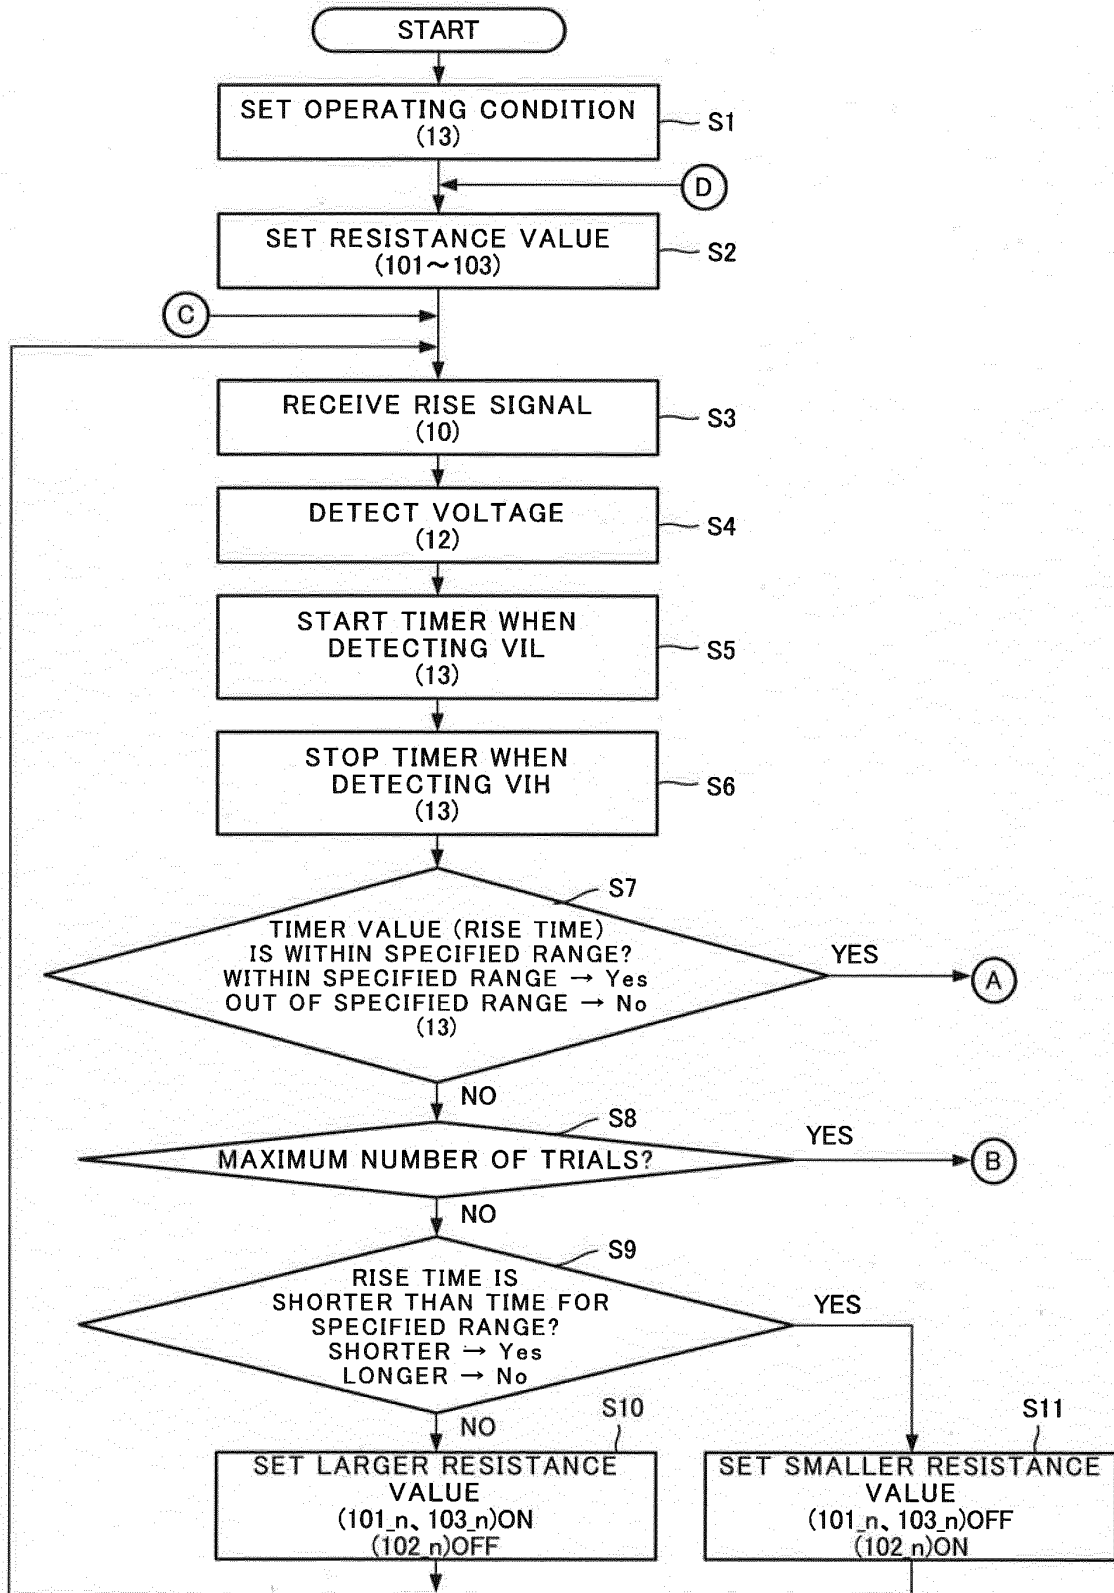 START
SET OPERATING CONDITION
(13)
S1
D
SET RESISTANCE VALUE
(101～103)
S2
C
RECEIVE RISE SIGNAL
(10)
S3
DETECT VOLTAGE
(12)
S4
START TIMER WHEN
DETECTING VIL
(13)
S5
STOP TIMER WHEN
DETECTING VIH
(13)
S6
S7
TIMER VALUE (RISE TIME)
IS WITHIN SPECIFIED RANGE?
WITHIN SPECIFIED RANGE → Yes
OUT OF SPECIFIED RANGE → No
(13)
YES
A
NO
S8
MAXIMUM NUMBER OF TRIALS?
YES
B
NO
S9
RISE TIME IS
SHORTER THAN TIME FOR
SPECIFIED RANGE?
SHORTER → Yes
LONGER → No
YES
NO
S10
SET LARGER RESISTANCE
VALUE
(101_n、103_n)ON
(102_n)OFF
S11
SET SMALLER RESISTANCE
VALUE
(101_n、103_n)OFF
(102_n)ON